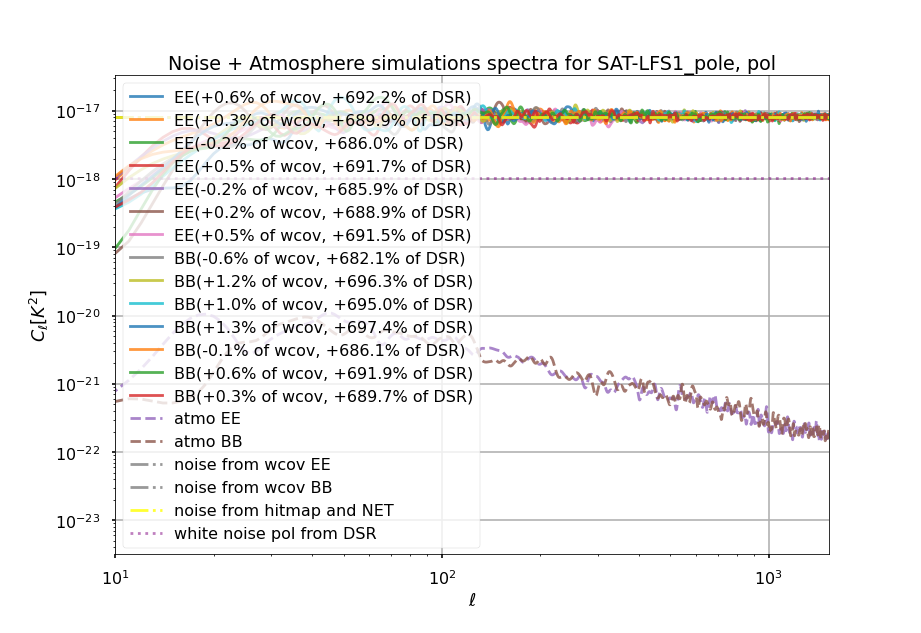 Noise + Atmosphere simulations spectra for SAT-LFS1_pole, pol
EE(+0.6% of wcov, +692.2% of DSR)
EE(+0.3% of wcov, +689.9% of DSR)
EE(-0.2% of wcov, +686.0% of DSR)
EE(+0.5% of wcov, +691.7% of DSR)
EE(-0.2% of wcov, +685.9% of DSR)
EE(+0.2% of wcov, +688.9% of DSR)
EE(+0.5% of wcov, +691.5% of DSR)
BB(-0.6% of wcov, +682.1% of DSR)
BB(+1.2% of wcov, +696.3% of DSR)
BB(+1.0% of wcov, +695.0% of DSR)
BB(+1.3% of wcov, +697.4% of DSR)
BB(-0.1% of wcov, +686.1% of DSR)
BB(+0.6% of wcov, +691.9% of DSR)
BB(+0.3% of wcov, +689.7% of DSR)
atmo EE
atmo BB
noise from wcov EE
noise from wcov BB
noise from hitmap and NET
white noise pol from DSR
10⁻¹⁷
10⁻¹⁸
10⁻¹⁹
10⁻²⁰
10⁻²¹
10⁻²²
10⁻²³
C_ℓ[K²]
10¹
10²
10³
ℓ